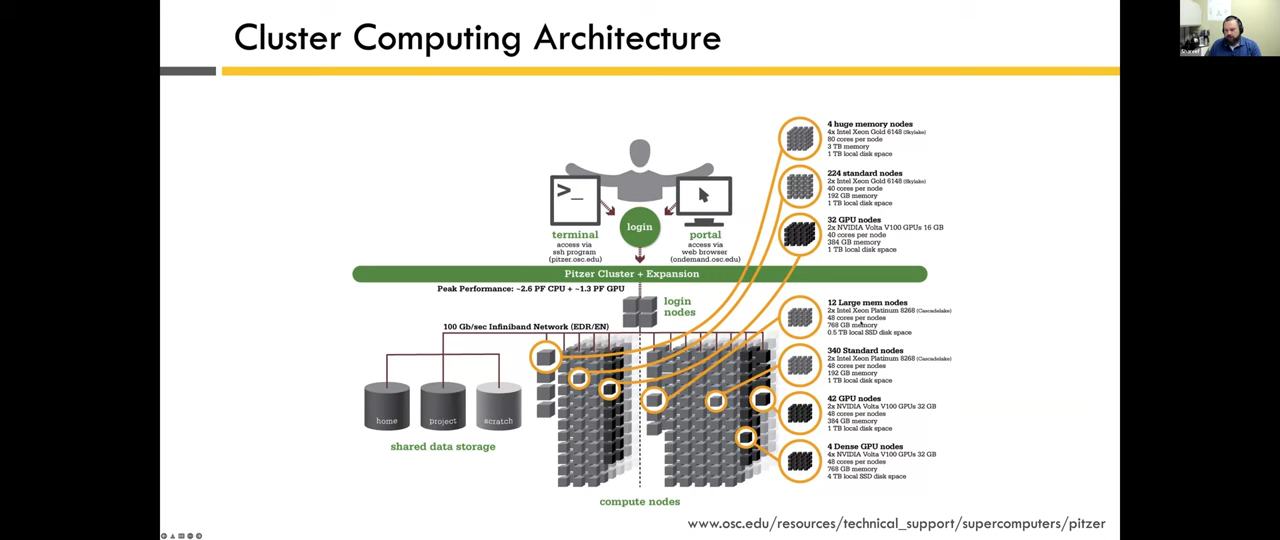 Cluster Computing Architecture
>_
login
terminal
access via
ssh program
(pitzer.osc.edu)
portal
access via
web browser
(ondemand.osc.edu)
Pitzer Cluster + Expansion
Peak Performance: ~2.6 PF CPU + ~1.3 PF GPU
login
nodes
100 Gb/sec Infiniband Network (EDR/EN)
home
project
scratch
shared data storage
compute nodes
4 huge memory nodes
4x Intel Xeon Gold 6148 (Skylake)
80 cores per node
3 TB memory
1 TB local disk space
224 standard nodes
2x Intel Xeon Gold 6148 (Skylake)
40 cores per node
192 GB memory
1 TB local disk space
32 GPU nodes
2x NVIDIA Volta V100 GPUs 16 GB
40 cores per node
384 GB memory
1 TB local disk space
12 Large mem nodes
2x Intel Xeon Platinum 8268 (Cascadelake)
48 cores per nodes
768 GB memory
0.5 TB local SSD disk space
340 Standard nodes
2x Intel Xeon Platinum 8268 (Cascadelake)
48 cores per nodes
192 GB memory
1 TB local disk space
42 GPU nodes
2x NVIDIA Volta V100 GPUs 32 GB
48 cores per nodes
384 GB memory
1 TB local disk space
4 Dense GPU nodes
4x NVIDIA Volta V100 GPUs 32 GB
48 cores per nodes
768 GB memory
4 TB local SSD disk space
www.osc.edu/resources/technical_support/supercomputers/pitzer